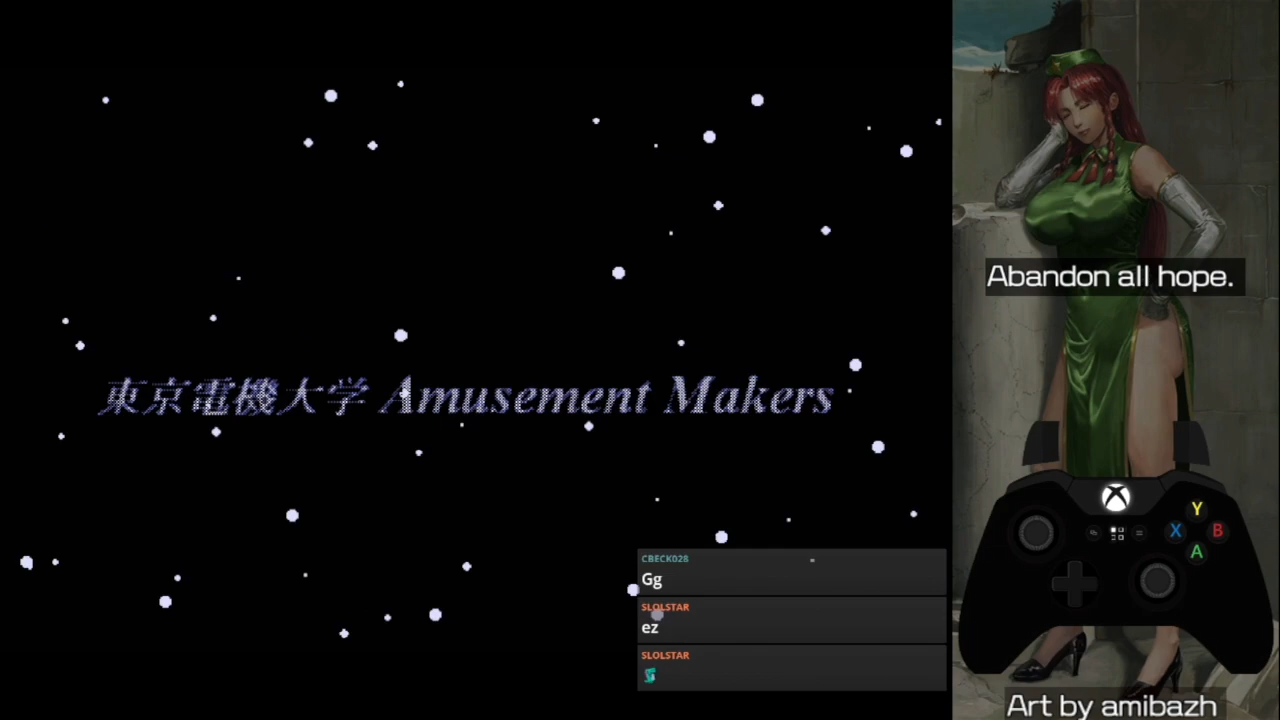 東京電機大学 Amusement Makers
CBECK028
Gg
SLOLSTAR
ez
SLOLSTAR
Abandon all hope.
Y
X B
A
Art by amibazh